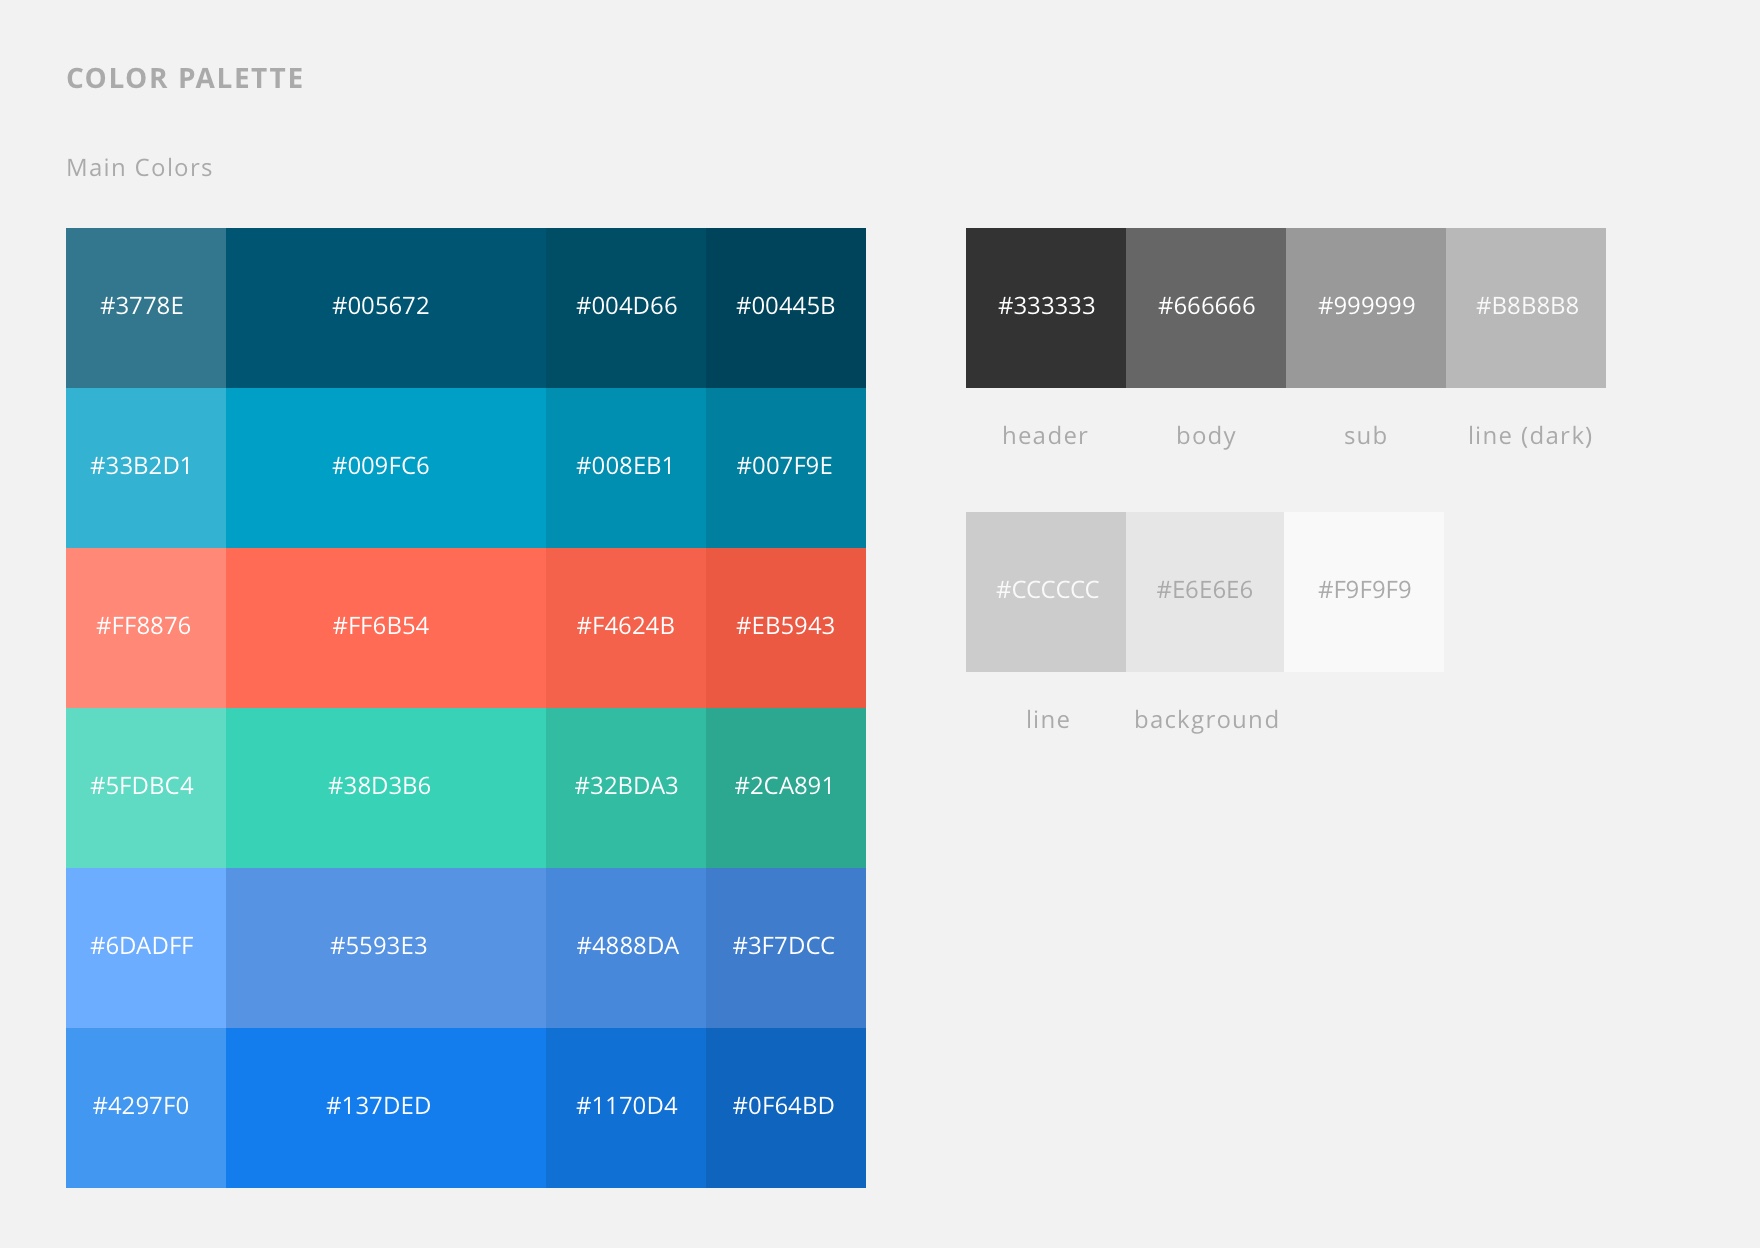 COLOR PALETTE
Main Colors
#3778E #005672 #004D66 #00445B
#33B2D1 #009FC6 #008EB1 #007F9E
#FF8876 #FF6B54 #F4624B #EB5943
#5FDBC4 #38D3B6 #32BDA3 #2CA891
#6DADFF #5593E3 #4888DA #3F7DCC
#4297F0 #137DED #1170D4 #0F64BD
#333333 #666666 #999999 #B8B8B8
header body sub line (dark)
#CCCCCC #E6E6E6 #F9F9F9
line background